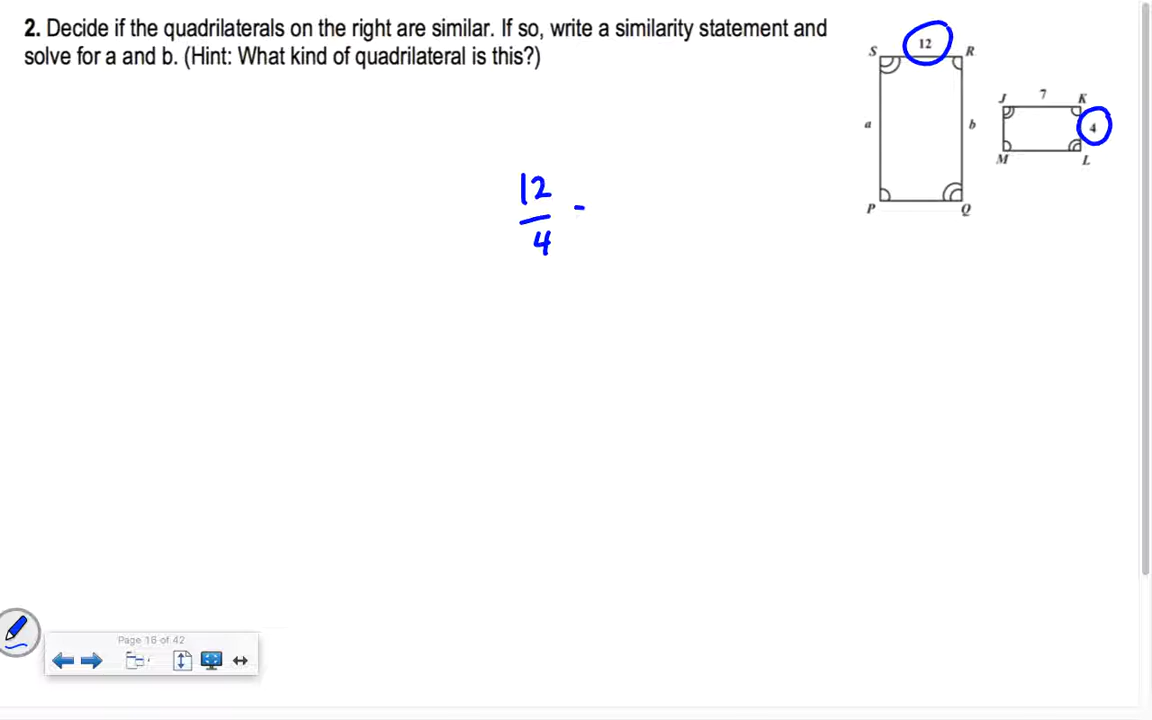 2. Decide if the quadrilaterals on the right are similar. If so, write a similarity statement and
solve for a and b. (Hint: What kind of quadrilateral is this?)
S 12 R
a b
P Q
J 7 K
4
M L
12
4 =
Page 16 of 42